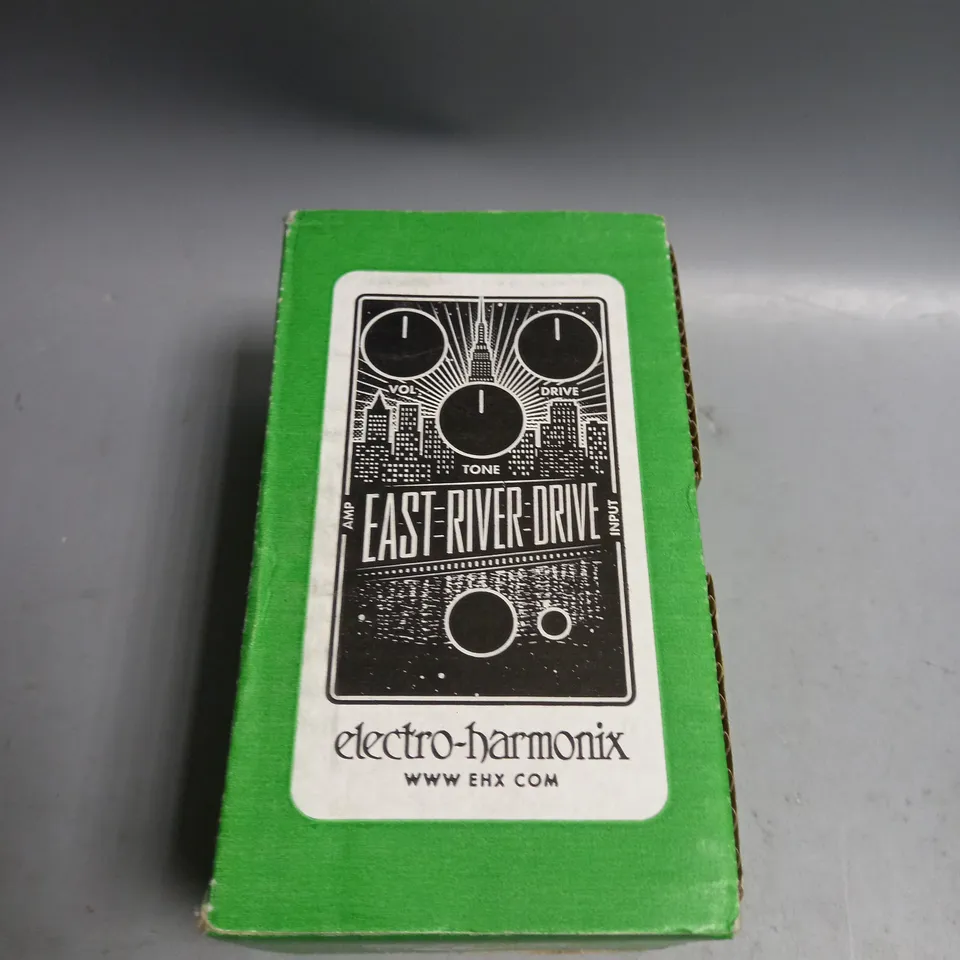 VOL
DRIVE
TONE
AMP
INPUT
EAST RIVER DRIVE
electro-harmonix
WWW EHX COM